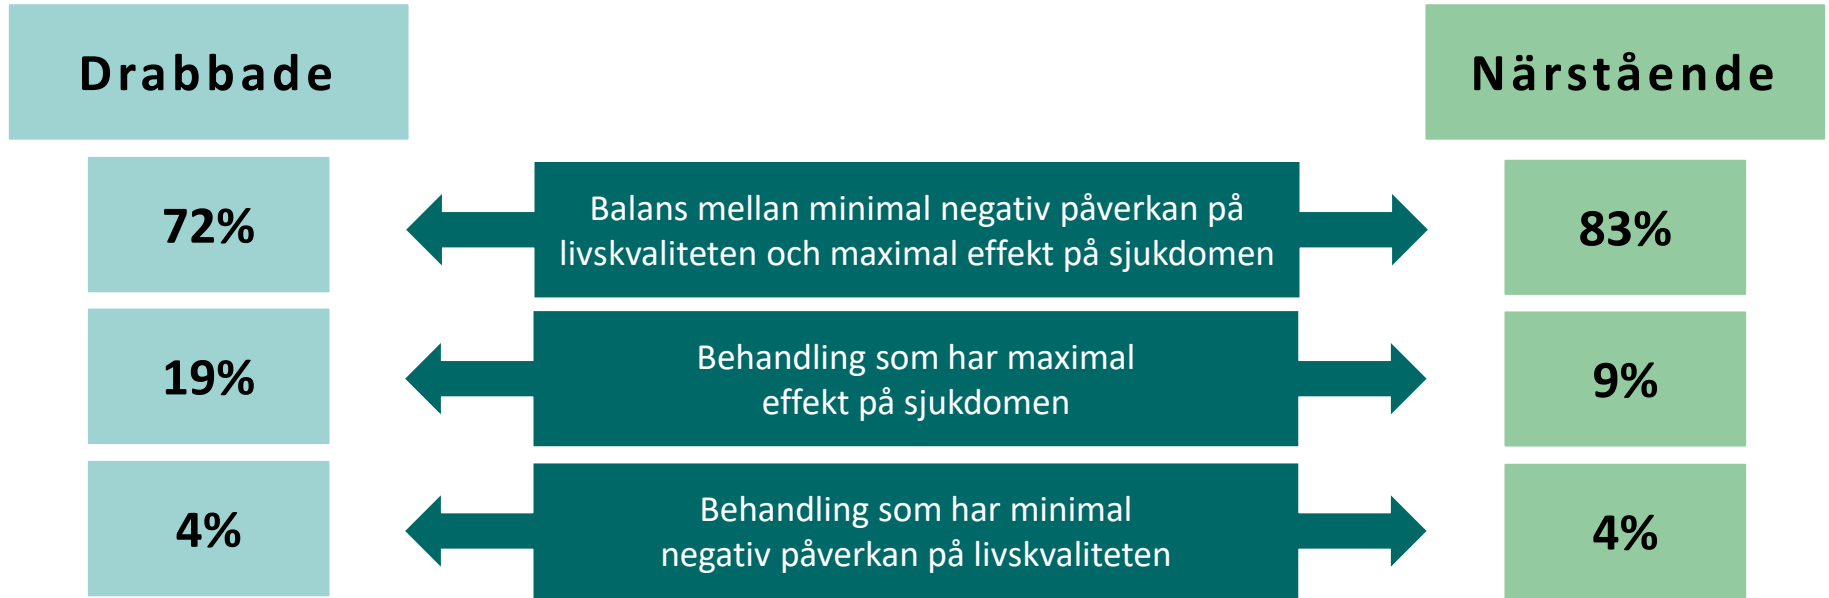 Drabbade
Närstående
72%
Balans mellan minimal negativ påverkan på
livskvaliteten och maximal effekt på sjukdomen
83%
19%
Behandling som har maximal
effekt på sjukdomen
9%
4%
Behandling som har minimal
negativ påverkan på livskvaliteten
4%